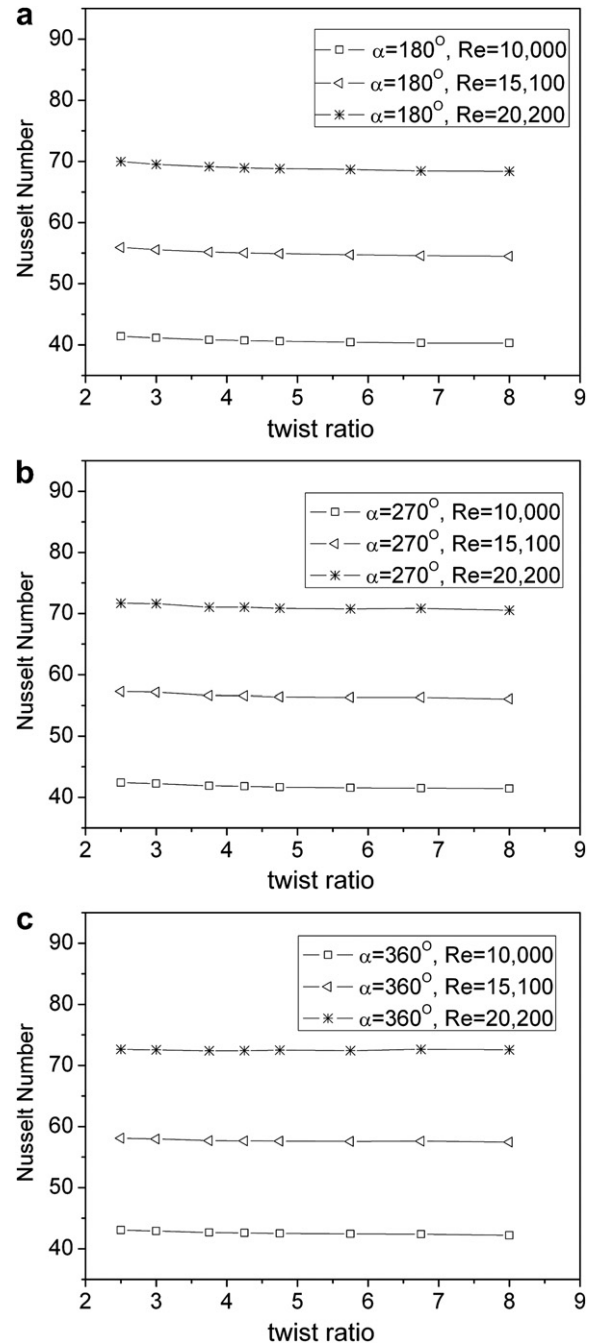 a
90
80
70
60
50
40
Nusselt Number
α=180°, Re=10,000
α=180°, Re=15,100
α=180°, Re=20,200
2 3 4 5 6 7 8 9
twist ratio
b
90
80
70
60
50
40
Nusselt Number
α=270°, Re=10,000
α=270°, Re=15,100
α=270°, Re=20,200
2 3 4 5 6 7 8 9
twist ratio
c
90
80
70
60
50
40
Nusselt Number
α=360°, Re=10,000
α=360°, Re=15,100
α=360°, Re=20,200
2 3 4 5 6 7 8 9
twist ratio